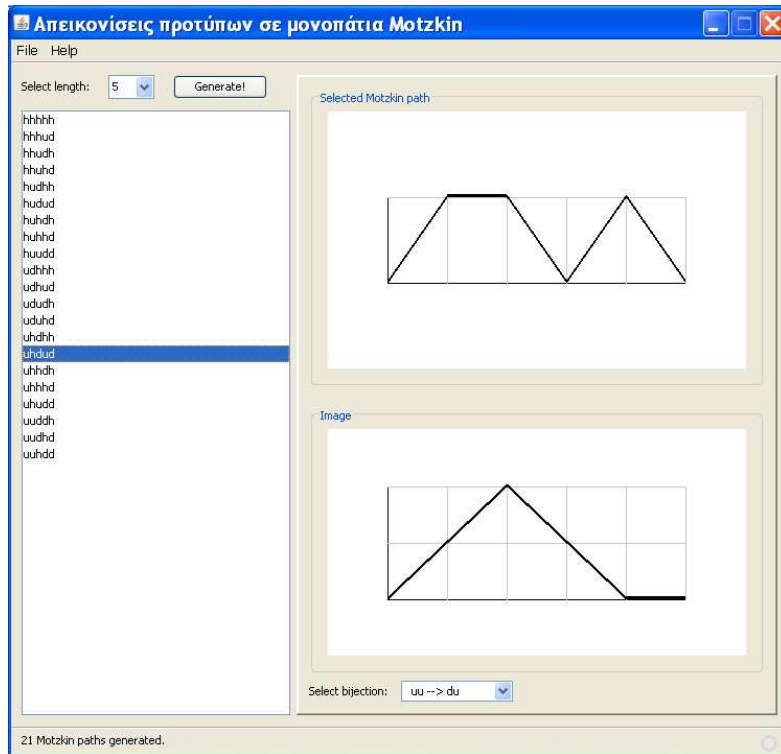 Απεικονίσεις προτύπων σε μονοπάτια Motzkin
File Help
Select length: 5 Generate!
hhhhh
hhhud
hhudh
hhuhd
hudhh
hudud
huhdh
huhhd
huudd
udhhh
udhud
ududh
uduhd
uhdhh
uhdud
uhhdh
uhhhd
uhudd
uuddh
uudhd
uuhdd
Selected Motzkin path
Image
Select bijection: uu --> du
21 Motzkin paths generated.